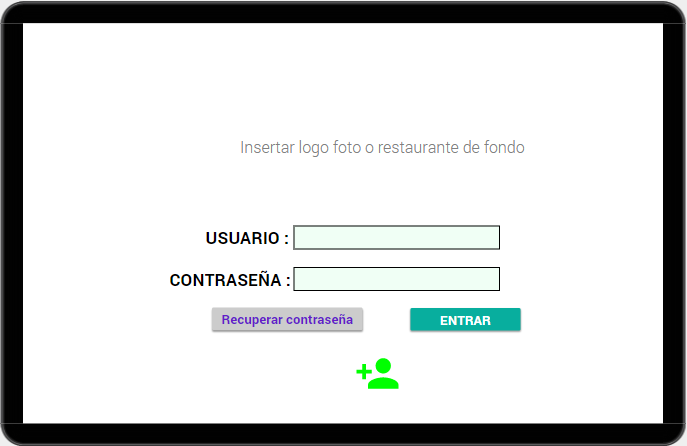 Insertar logo foto o restaurante de fondo
USUARIO :
CONTRASEÑA :
Recuperar contraseña
ENTRAR